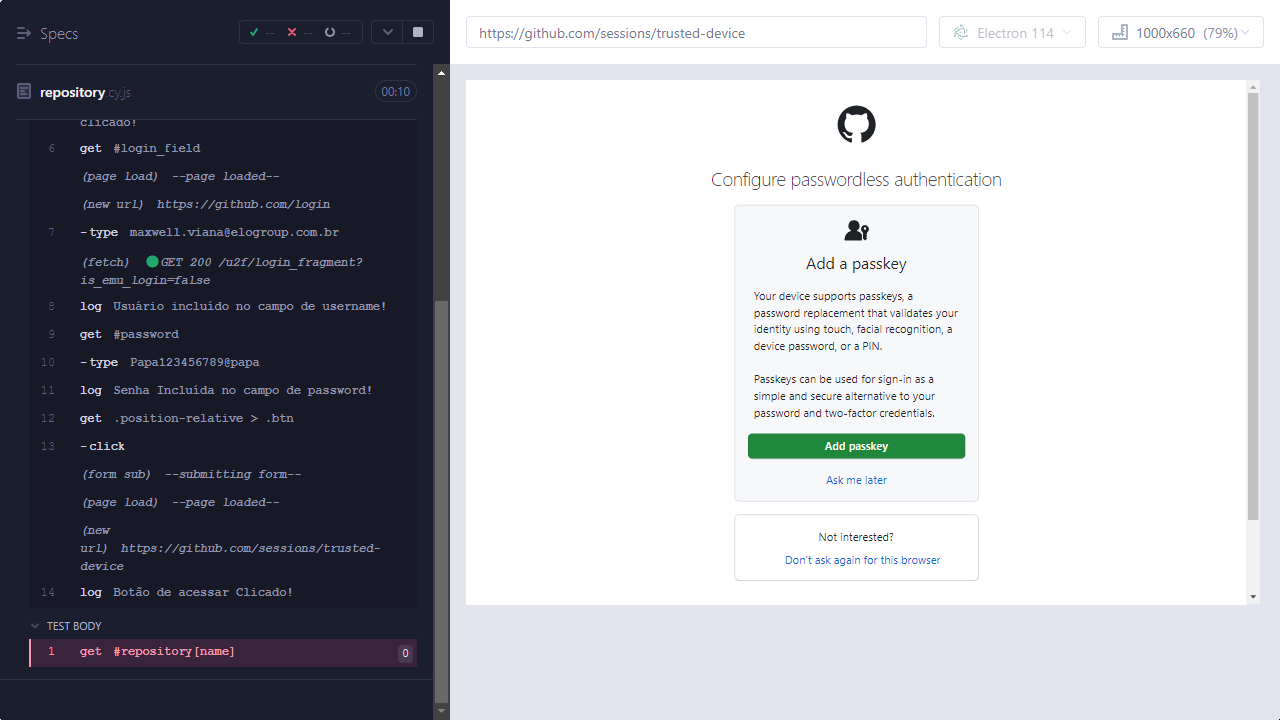 Specs
-- -- --
repository.cy.js 00:10
clicado!
6 get #login_field
(page load) --page loaded--
(new url) https://github.com/login
7 -type maxwell.viana@elogroup.com.br
(fetch) GET 200 /u2f/login_fragment?
is_emu_login=false
8 log Usuário incluído no campo de username!
9 get #password
10 -type Papa123456789@papa
11 log Senha Incluída no campo de password!
12 get .position-relative > .btn
13 -click
(form sub) --submitting form--
(page load) --page loaded--
(new
url) https://github.com/sessions/trusted-
device
14 log Botão de acessar Clicado!
TEST BODY
1 get #repository[name] 0
https://github.com/sessions/trusted-device
Electron 114
1000x660 (79%)
Configure passwordless authentication
Add a passkey
Your device supports passkeys, a
password replacement that validates your
identity using touch, facial recognition, a
device password, or a PIN.
Passkeys can be used for sign-in as a
simple and secure alternative to your
password and two-factor credentials.
Add passkey
Ask me later
Not interested?
Don't ask again for this browser